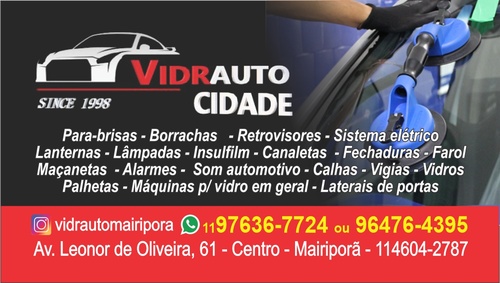 VIDRAUTO
SINCE 1998
CIDADE
Para-brisas - Borrachas - Retrovisores - Sistema elétrico
Lanternas - Lâmpadas - Insulfilm - Canaletas - Fechaduras - Farol
Maçanetas - Alarmes - Som automotivo - Calhas - Vigias - Vidros
Palhetas - Máquinas p/ vidro em geral - Laterais de portas
vidrautomairipora 11 97636-7724 ou 96476-4395
Av. Leonor de Oliveira, 61 - Centro - Mairiporã - 114604-2787